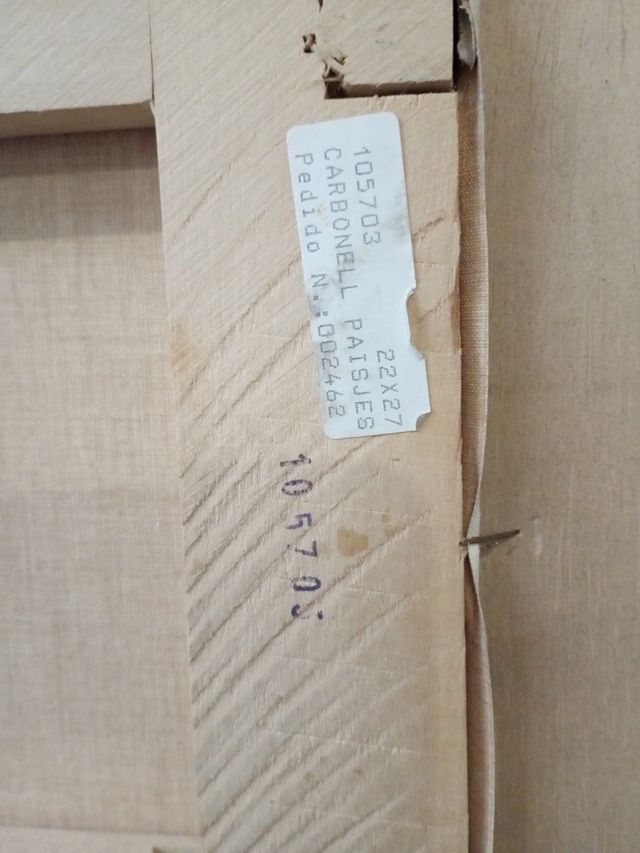 105703 22X27
CARBONELL PAISJES
Pedido N.:002462
105703